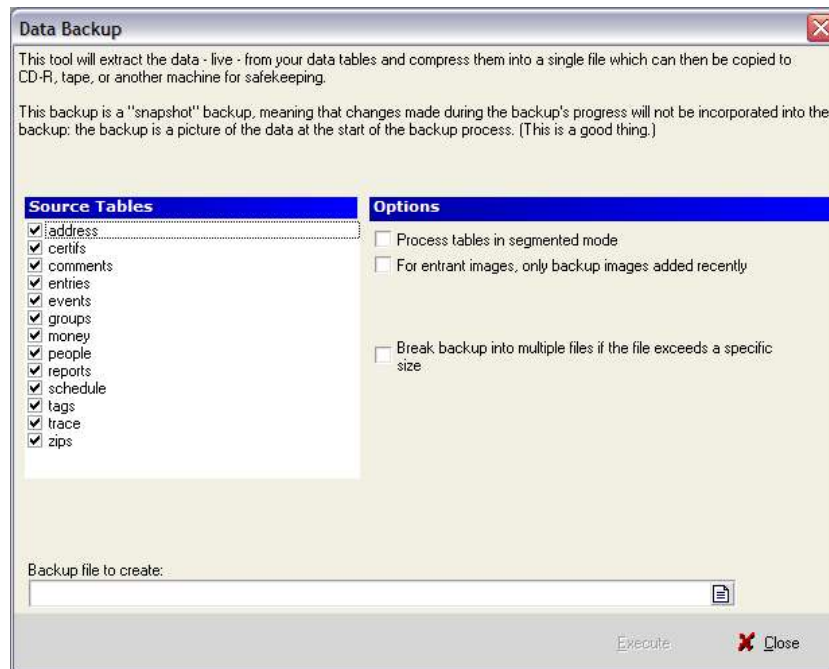 Data Backup
This tool will extract the data - live - from your data tables and compress them into a single file which can then be copied to
CD-R, tape, or another machine for safekeeping.
This backup is a "snapshot" backup, meaning that changes made during the backup's progress will not be incorporated into the
backup: the backup is a picture of the data at the start of the backup process. (This is a good thing.)
Source Tables
address
certifs
comments
entries
events
groups
money
people
reports
schedule
tags
trace
zips
Options
Process tables in segmented mode
For entrant images, only backup images added recently
Break backup into multiple files if the file exceeds a specific
size
Backup file to create:
Execute
Close